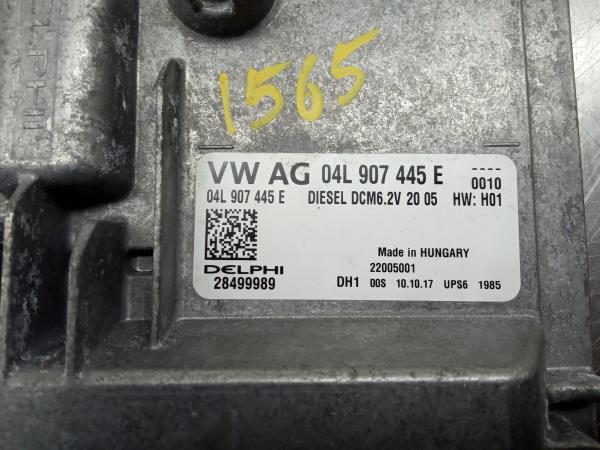 DELPHI
1565
VW AG 04L 907 445 E ----
0010
04L 907 445 E DIESEL DCM6.2V 20 05 HW: H01
Made in HUNGARY
DELPHI 22005001
28499989 DH1 00S 10.10.17 UPS6 1985